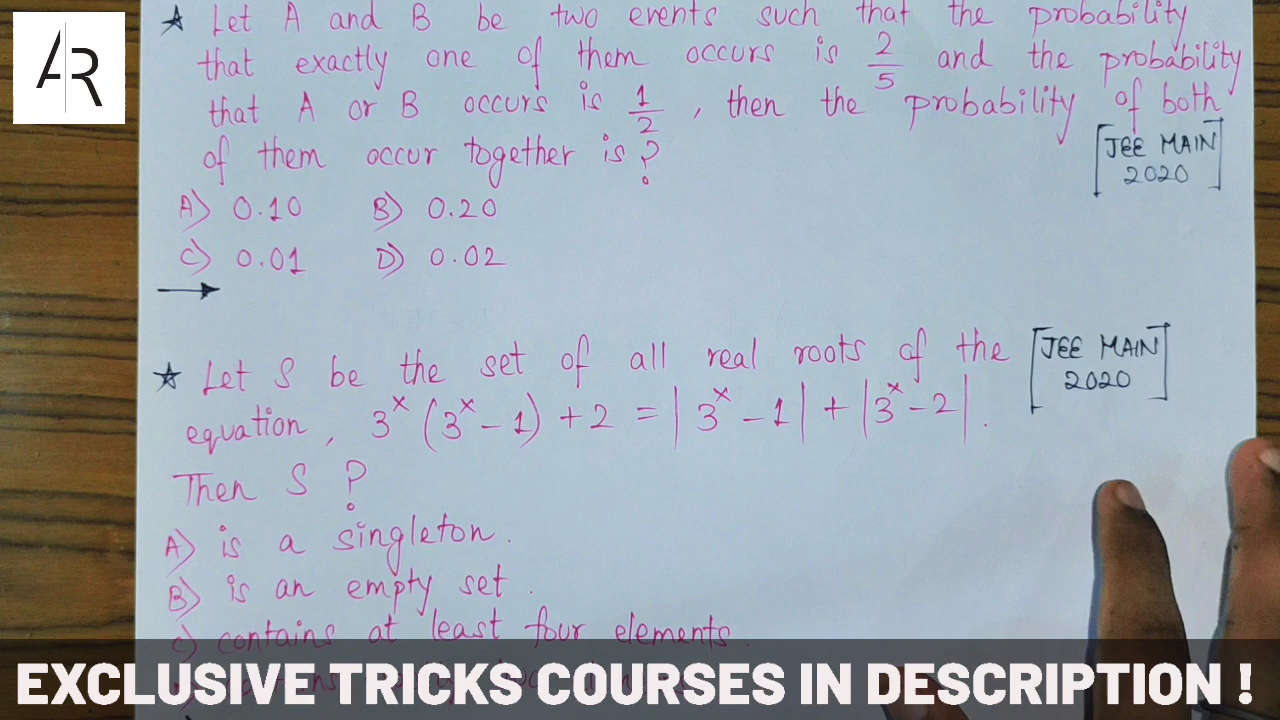 AR
★ Let A and B be two events such that the probability
that exactly one of them occurs is 2/5 and the probability
that A or B occurs is 1/2, then the probability of both
of them occur together is?
[JEE MAIN
2020]
A) 0.10 B) 0.20
C) 0.01 D) 0.02
★ Let S be the set of all real roots of the
equation, 3^x (3^x - 1) + 2 = |3^x - 1| + |3^x - 2|.
[JEE MAIN
2020]
Then S ?
A) is a singleton.
B) is an empty set.
C) contains at least four elements.
EXCLUSIVE TRICKS COURSES IN DESCRIPTION !